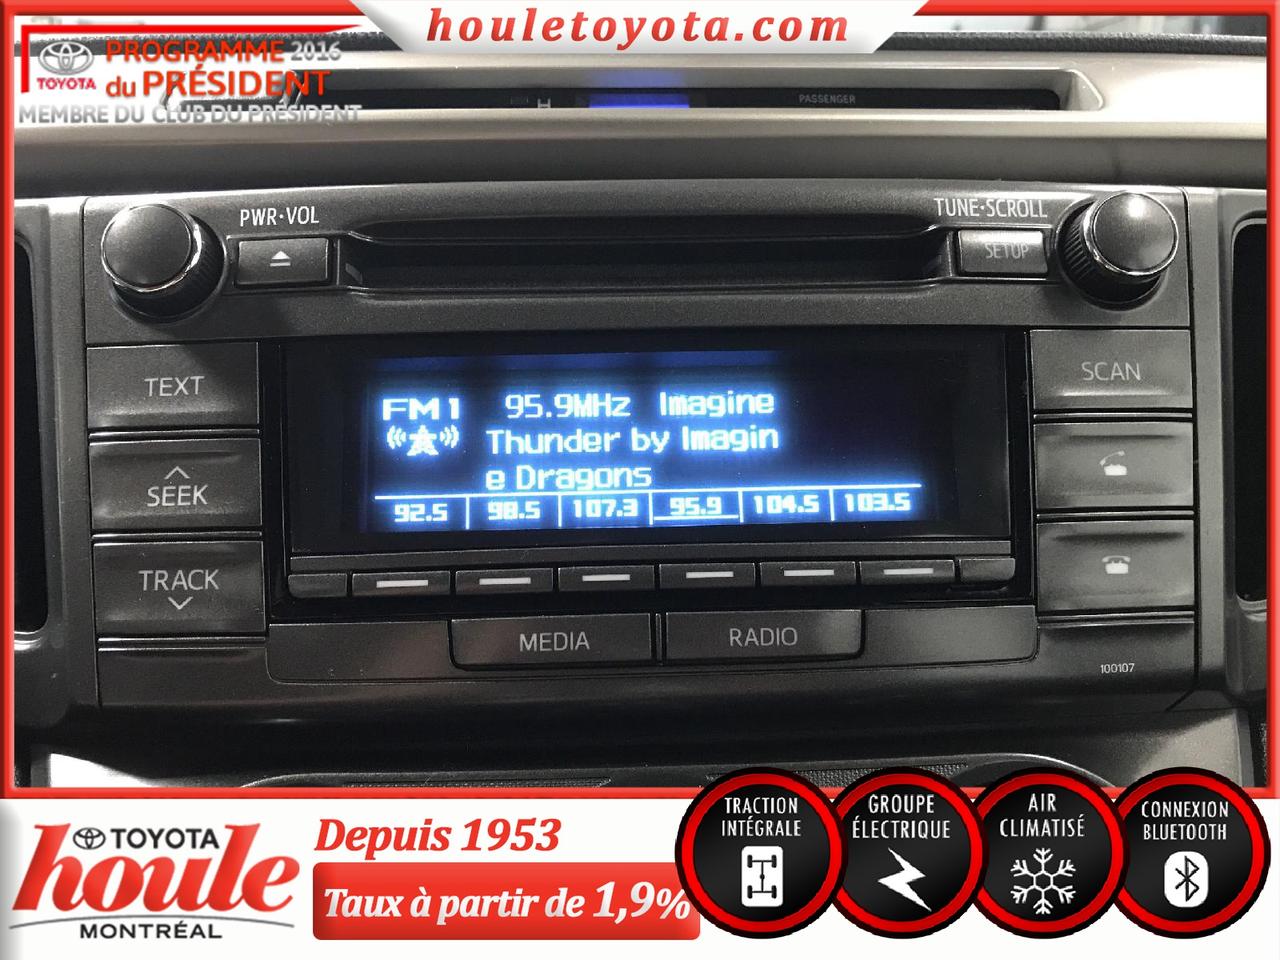 houletoyota.com
TOYOTA
PROGRAMME 2016
du PRÉSIDENT
MEMBRE DU CLUB DU PRÉSIDENT
PASSENGER
PWR•VOL
TUNE•SCROLL
SETUP
TEXT
SCAN
SEEK
TRACK
FM1 95.9MHz Imagine
Thunder by Imagin
e Dragons
92.5 98.5 107.3 95.9 104.5 103.5
MEDIA
RADIO
100107
TOYOTA
houle
MONTRÉAL
Depuis 1953
Taux à partir de 1,9%
TRACTION
INTÉGRALE
GROUPE
ÉLECTRIQUE
AIR
CLIMATISÉ
CONNEXION
BLUETOOTH